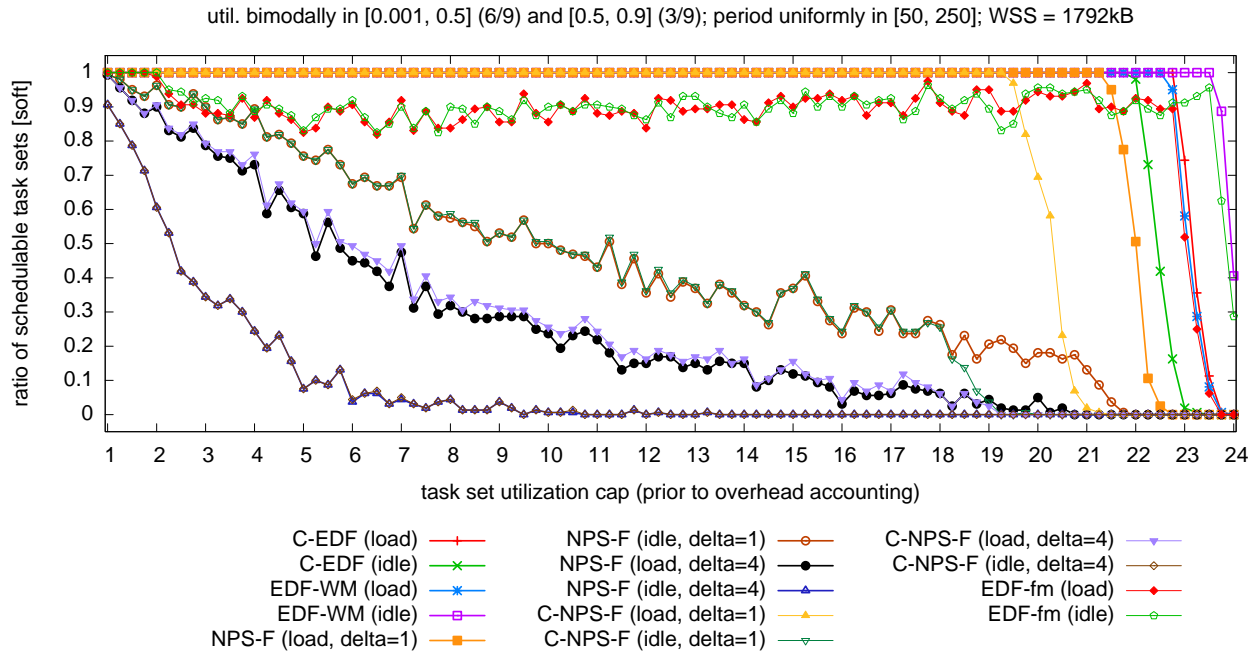 util. bimodally in [0.001, 0.5] (6/9) and [0.5, 0.9] (3/9); period uniformly in [50, 250]; WSS = 1792kB
ratio of schedulable task sets [soft]
1
0.9
0.8
0.7
0.6
0.5
0.4
0.3
0.2
0.1
0
1 2 3 4 5 6 7 8 9 10 11 12 13 14 15 16 17 18 19 20 21 22 23 24
task set utilization cap (prior to overhead accounting)
C-EDF (load)
C-EDF (idle)
EDF-WM (load)
EDF-WM (idle)
NPS-F (load, delta=1)
NPS-F (idle, delta=1)
NPS-F (load, delta=4)
NPS-F (idle, delta=4)
C-NPS-F (load, delta=1)
C-NPS-F (idle, delta=1)
C-NPS-F (load, delta=4)
C-NPS-F (idle, delta=4)
EDF-fm (load)
EDF-fm (idle)